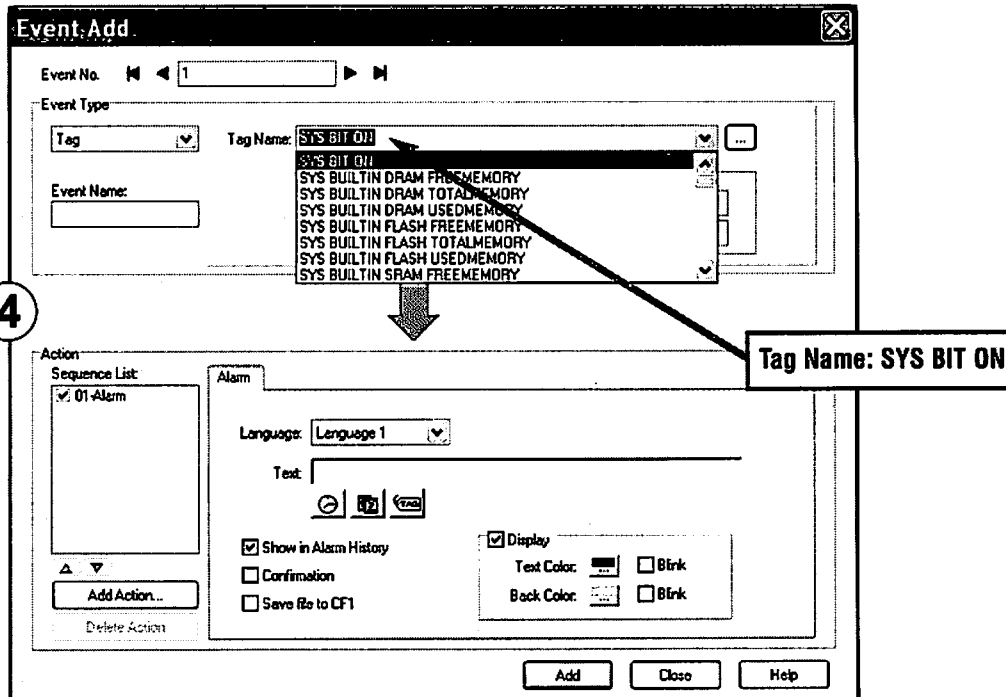 Event Add
Event No. 1
Event Type
Tag
Tag Name: SYS BIT ON
SYS BIT ON
SYS BUILTIN DRAM FREEMEMORY
SYS BUILTIN DRAM TOTALMEMORY
Event Name:
SYS BUILTIN DRAM USEDMEMORY
SYS BUILTIN FLASH FREEMEMORY
SYS BUILTIN FLASH TOTALMEMORY
SYS BUILTIN FLASH USEDMEMORY
SYS BUILTIN SRAM FREEMEMORY
4
Tag Name: SYS BIT ON
Action
Sequence List:
01-Alarm
Alarm
Language: Language 1
Text:
TAG
Show in Alarm History
Display
Text Color: ... Blink
Confirmation
Back Color: ... Blink
Save file to CF1
Add Action...
Delete Action
Add Close Help